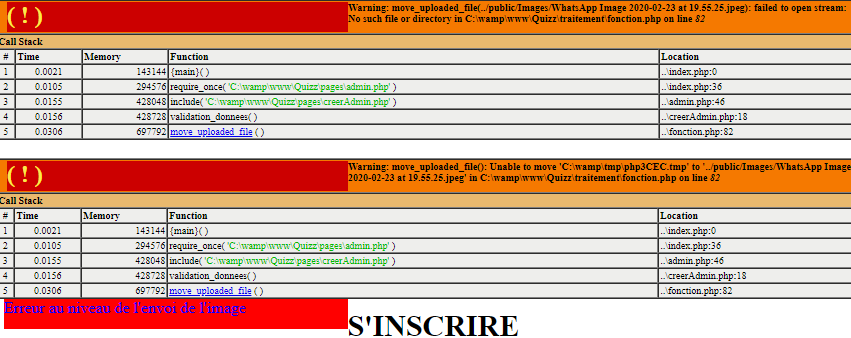 ( ! ) Warning: move_uploaded_file(../public/Images/WhatsApp Image 2020-02-23 at 19.55.25.jpeg): failed to open stream:
No such file or directory in C:\wamp\www\Quizz\traitement\fonction.php on line 82
Call Stack
# Time Memory Function Location
1 0.0021 143144 {main}( ) ..\index.php:0
2 0.0105 294576 require_once( 'C:\wamp\www\Quizz\pages\admin.php' ) ..\index.php:36
3 0.0155 428048 include( 'C:\wamp\www\Quizz\pages\creerAdmin.php' ) ..\admin.php:46
4 0.0156 428728 validation_donnees( ) ..\creerAdmin.php:18
5 0.0306 697792 move_uploaded_file ( ) ..\fonction.php:82
( ! ) Warning: move_uploaded_file(): Unable to move 'C:\wamp\tmp\php3CEC.tmp' to '../public/Images/WhatsApp Image
2020-02-23 at 19.55.25.jpeg' in C:\wamp\www\Quizz\traitement\fonction.php on line 82
Call Stack
# Time Memory Function Location
1 0.0021 143144 {main}( ) ..\index.php:0
2 0.0105 294576 require_once( 'C:\wamp\www\Quizz\pages\admin.php' ) ..\index.php:36
3 0.0155 428048 include( 'C:\wamp\www\Quizz\pages\creerAdmin.php' ) ..\admin.php:46
4 0.0156 428728 validation_donnees( ) ..\creerAdmin.php:18
5 0.0306 697792 move_uploaded_file ( ) ..\fonction.php:82
Erreur au niveau de l'envoi de l'image
S'INSCRIRE